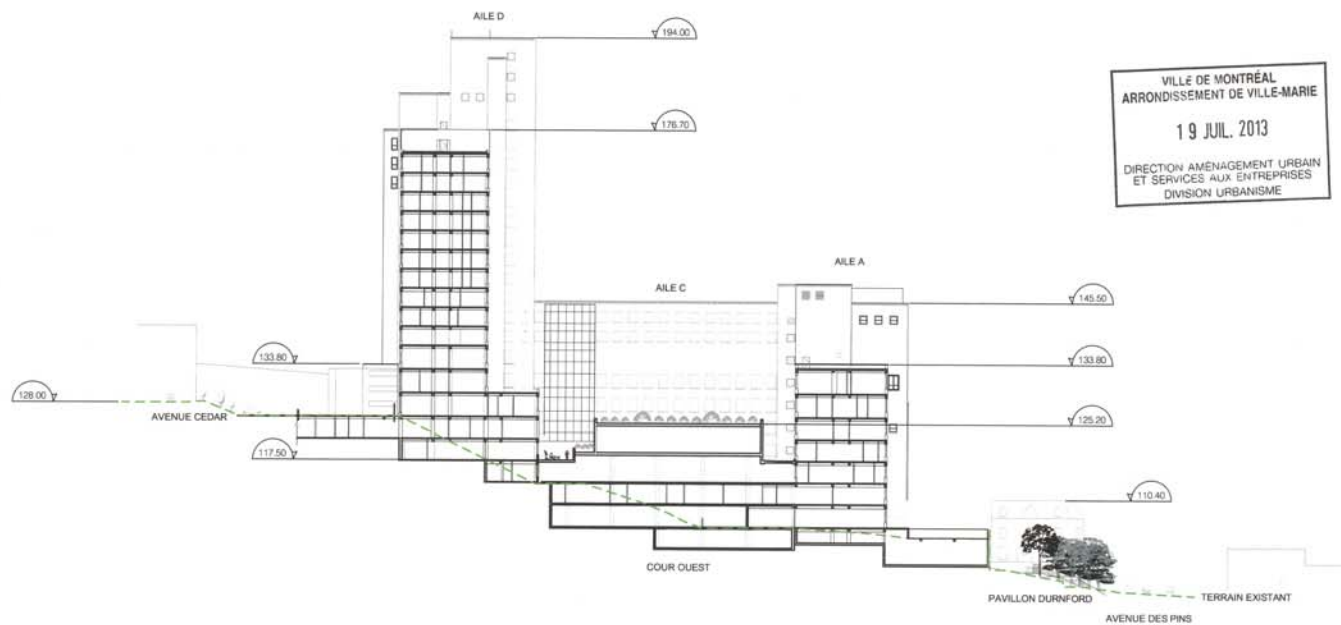 AILE D
194.00
VILLE DE MONTRÉAL
ARRONDISSEMENT DE VILLE-MARIE
19 JUIL. 2013
DIRECTION AMÉNAGEMENT URBAIN
ET SERVICES AUX ENTREPRISES
DIVISION URBANISME
176.70
AILE A
AILE C
145.50
133.80
133.80
128.00
AVENUE CEDAR
125.20
117.50
110.40
COUR OUEST
PAVILLON DURNFORD
TERRAIN EXISTANT
AVENUE DES PINS